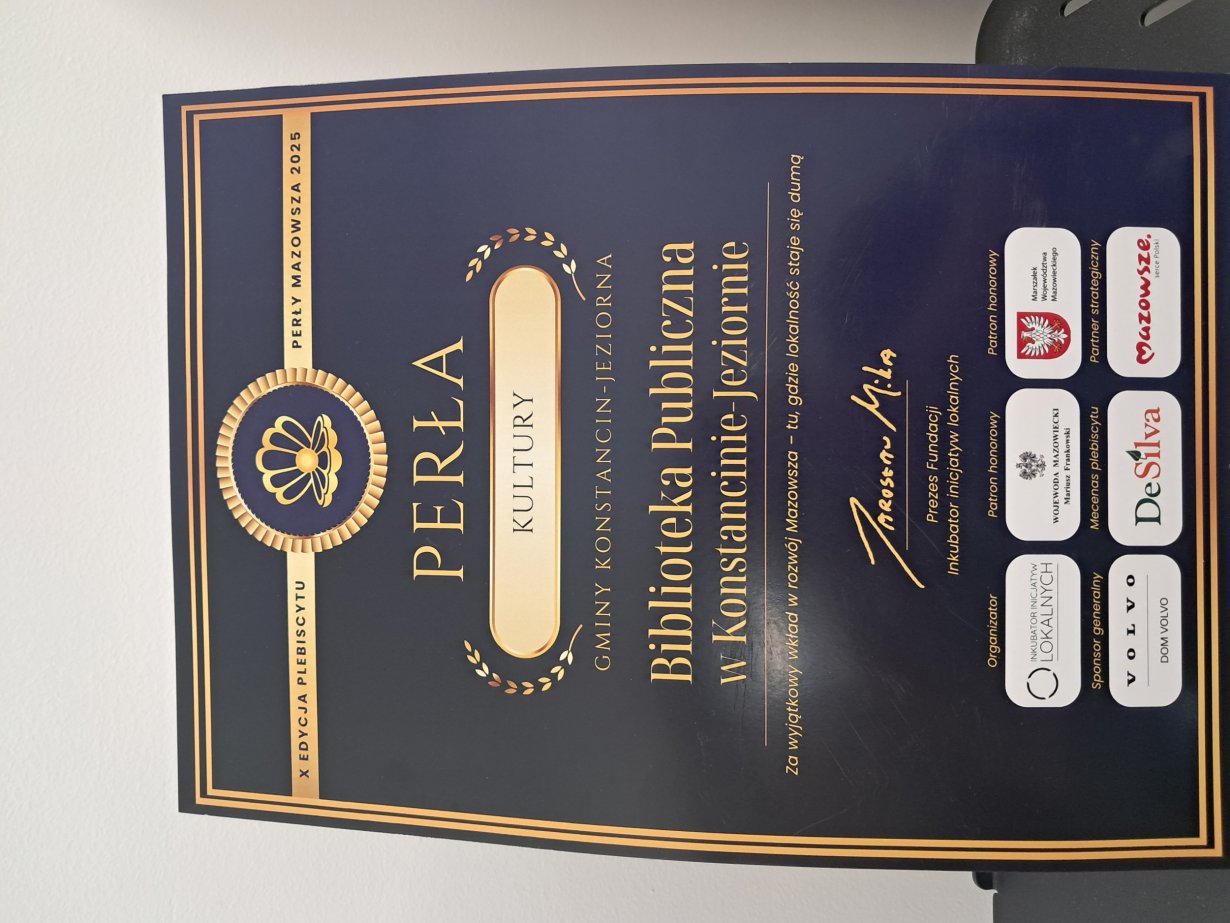 X EDYCJA PLEBISCYTU PERŁY MAZOWSZA 2025
PERŁA
KULTURY
GMINY KONSTANCIN-JEZIORNA
Biblioteka Publiczna
w Konstancinie-Jeziornie
Za wyjątkowy wkład w rozwój Mazowsza – tu, gdzie lokalność staje się dumą
Jarosław Miłka
Prezes Fundacji
Inkubator inicjatyw lokalnych
Organizator
INKUBATOR INICJATYW
LOKALNYCH
Patron honorowy
WOJEWODA MAZOWIECKI
Mariusz Frankowski
Patron honorowy
Marszałek
Województwa
Mazowieckiego
Sponsor generalny
VOLVO
DOM VOLVO
Mecenas plebiscytu
DeSilva
Partner strategiczny
mazowsze.
serce Polski